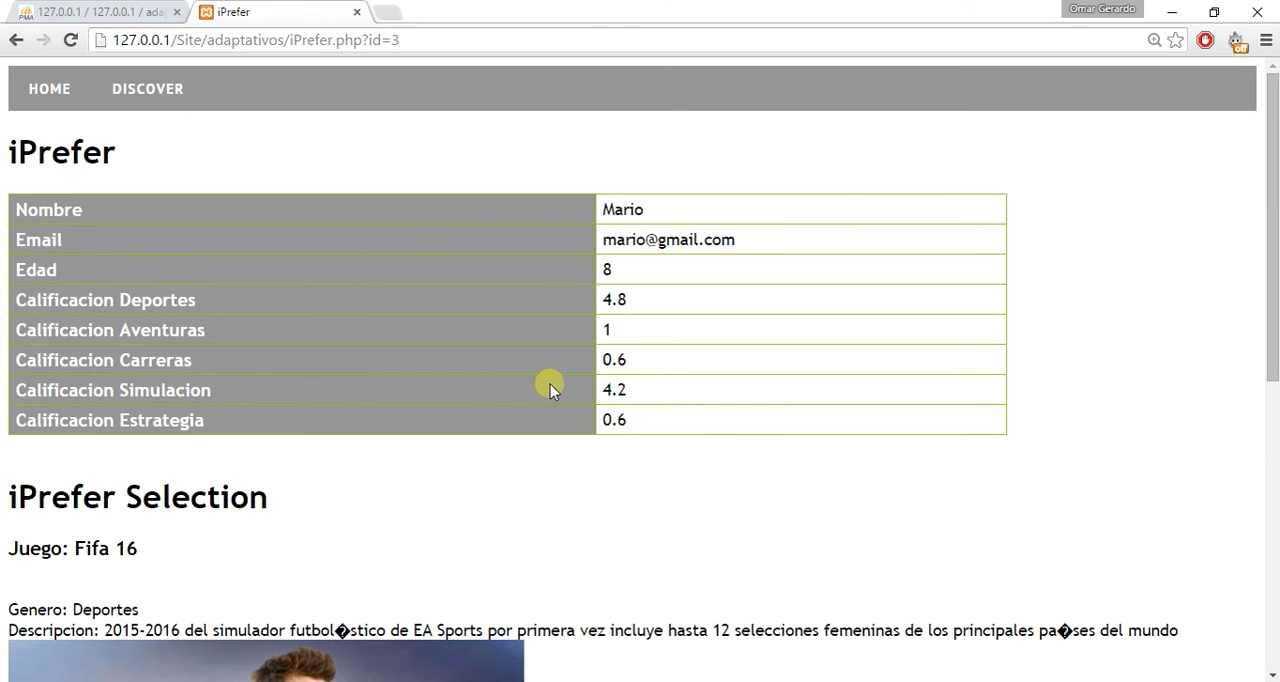 127.0.0.1 / 127.0.0.1 / ada
iPrefer
Omar Gerardo
127.0.0.1/Site/adaptativos/iPrefer.php?id=3
off
HOME DISCOVER
iPrefer
Nombre Mario
Email mario@gmail.com
Edad 8
Calificacion Deportes 4.8
Calificacion Aventuras 1
Calificacion Carreras 0.6
Calificacion Simulacion 4.2
Calificacion Estrategia 0.6
iPrefer Selection
Juego: Fifa 16
Genero: Deportes
Descripcion: 2015-2016 del simulador futbol�stico de EA Sports por primera vez incluye hasta 12 selecciones femeninas de los principales pa�ses del mundo